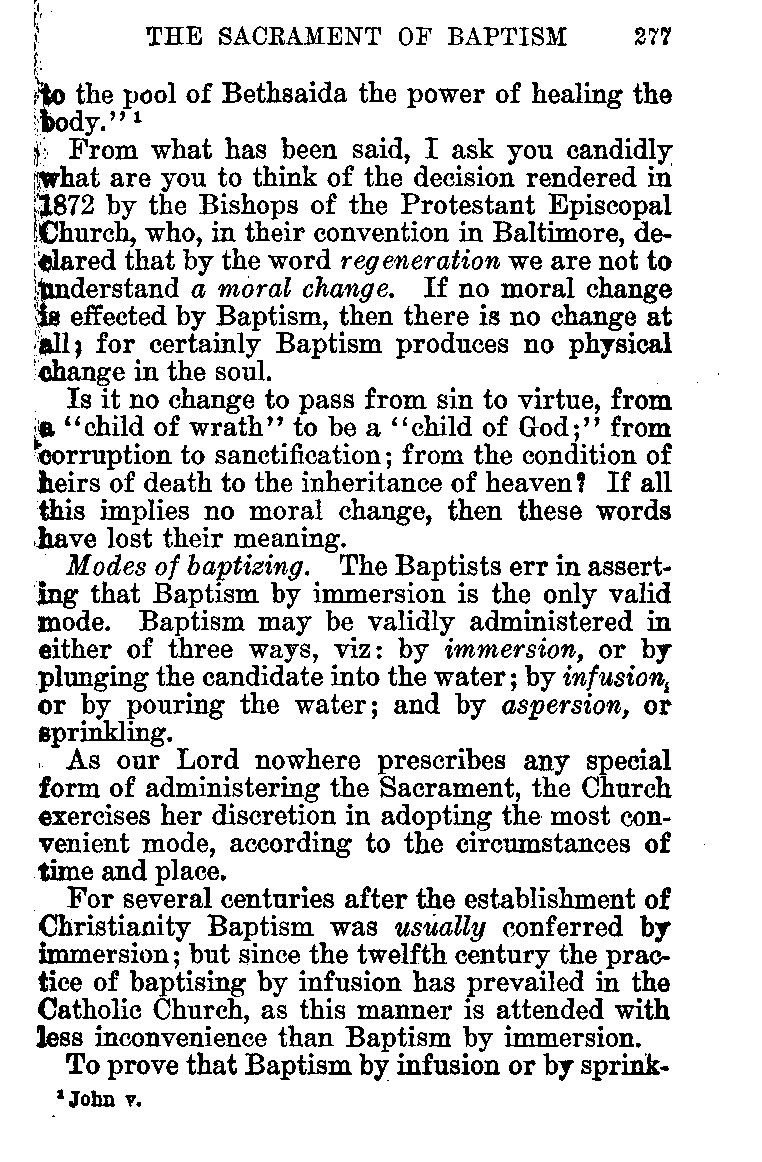 THE SACRAMENT OF BAPTISM 277
to the pool of Bethsaida the power of healing the
body."¹
From what has been said, I ask you candidly
what are you to think of the decision rendered in
1872 by the Bishops of the Protestant Episcopal
Church, who, in their convention in Baltimore, de-
clared that by the word regeneration we are not to
understand a moral change. If no moral change
is effected by Baptism, then there is no change at
all; for certainly Baptism produces no physical
change in the soul.
Is it no change to pass from sin to virtue, from
a "child of wrath" to be a "child of God;" from
corruption to sanctification; from the condition of
heirs of death to the inheritance of heaven? If all
this implies no moral change, then these words
have lost their meaning.
Modes of baptizing. The Baptists err in assert-
ing that Baptism by immersion is the only valid
mode. Baptism may be validly administered in
either of three ways, viz: by immersion, or by
plunging the candidate into the water; by infusion,
or by pouring the water; and by aspersion, or
sprinkling.
As our Lord nowhere prescribes any special
form of administering the Sacrament, the Church
exercises her discretion in adopting the most con-
venient mode, according to the circumstances of
time and place.
For several centuries after the establishment of
Christianity Baptism was usually conferred by
immersion; but since the twelfth century the prac-
tice of baptising by infusion has prevailed in the
Catholic Church, as this manner is attended with
less inconvenience than Baptism by immersion.
To prove that Baptism by infusion or by sprink-
¹ John v.